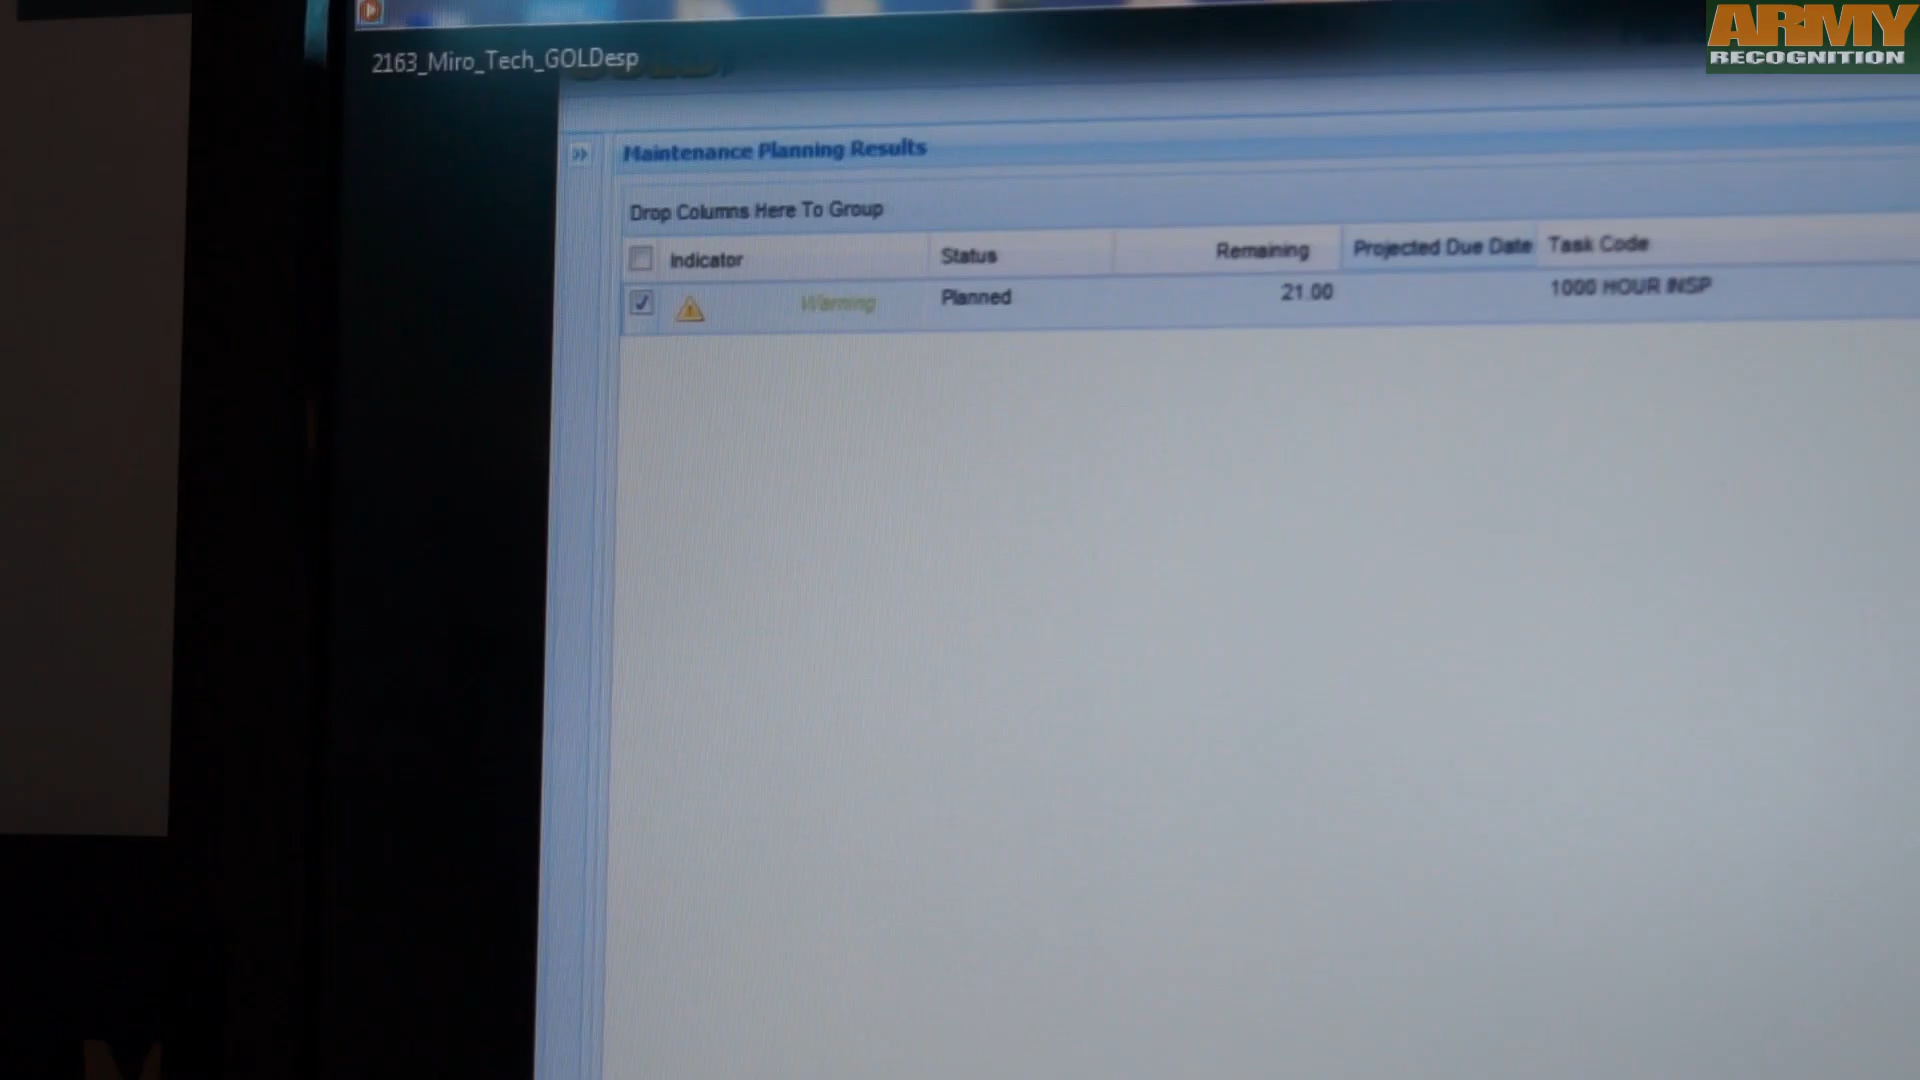 ARMY
RECOGNITION
2163_Miro_Tech_GOLDesp
Maintenance Planning Results
Drop Columns Here To Group
Indicator Status Remaining Projected Due Date Task Code
Warning Planned 21.00 1000 HOUR INSP